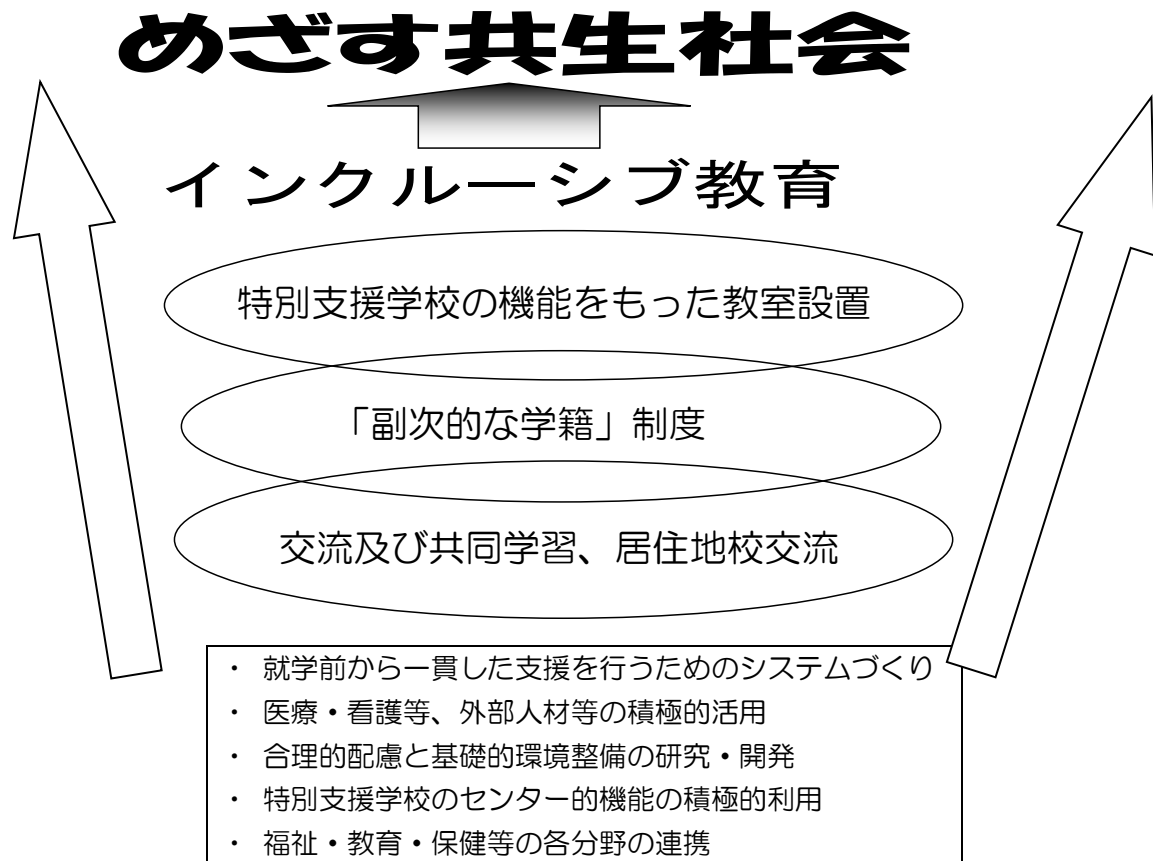 めざす共生社会
インクルーシブ教育
特別支援学校の機能をもった教室設置
「副次的な学籍」制度
交流及び共同学習、居住地校交流
・ 就学前から一貫した支援を行うためのシステムづくり
・ 医療・看護等、外部人材等の積極的活用
・ 合理的配慮と基礎的環境整備の研究・開発
・ 特別支援学校のセンター的機能の積極的利用
・ 福祉・教育・保健等の各分野の連携